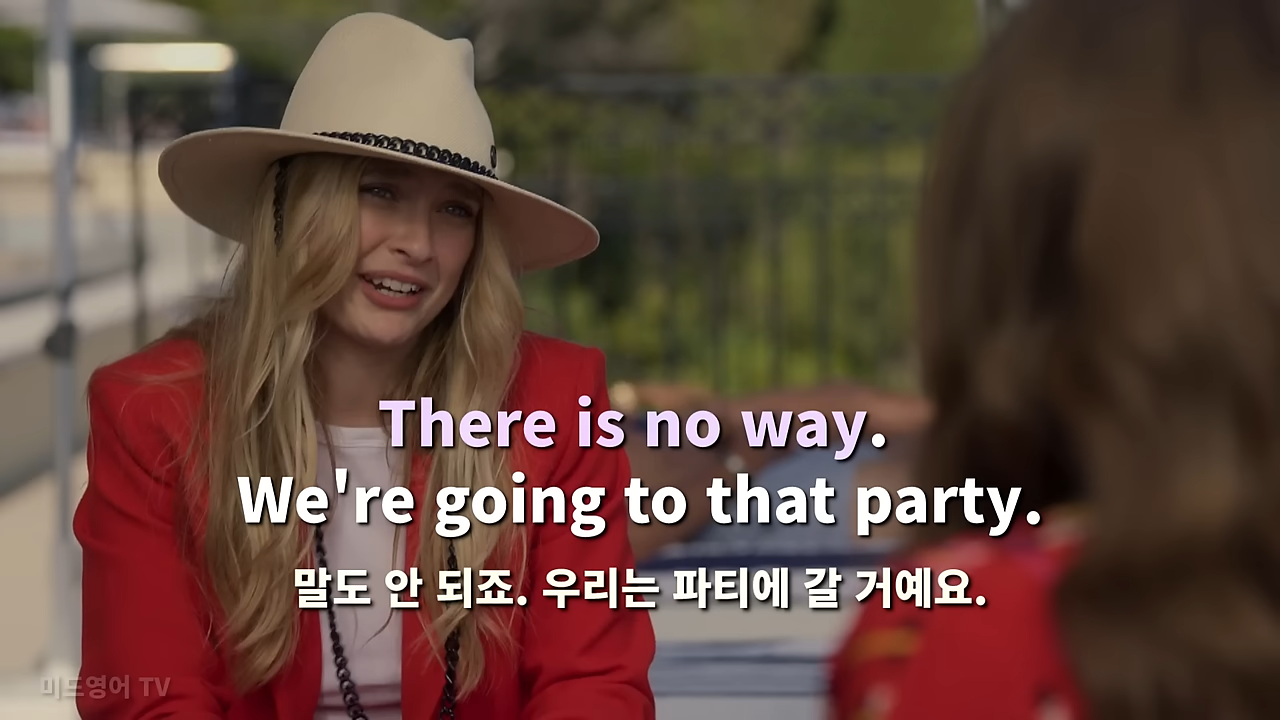 There is no way.
We're going to that party.
말도 안 되죠. 우리는 파티에 갈 거예요.
미드영어 TV